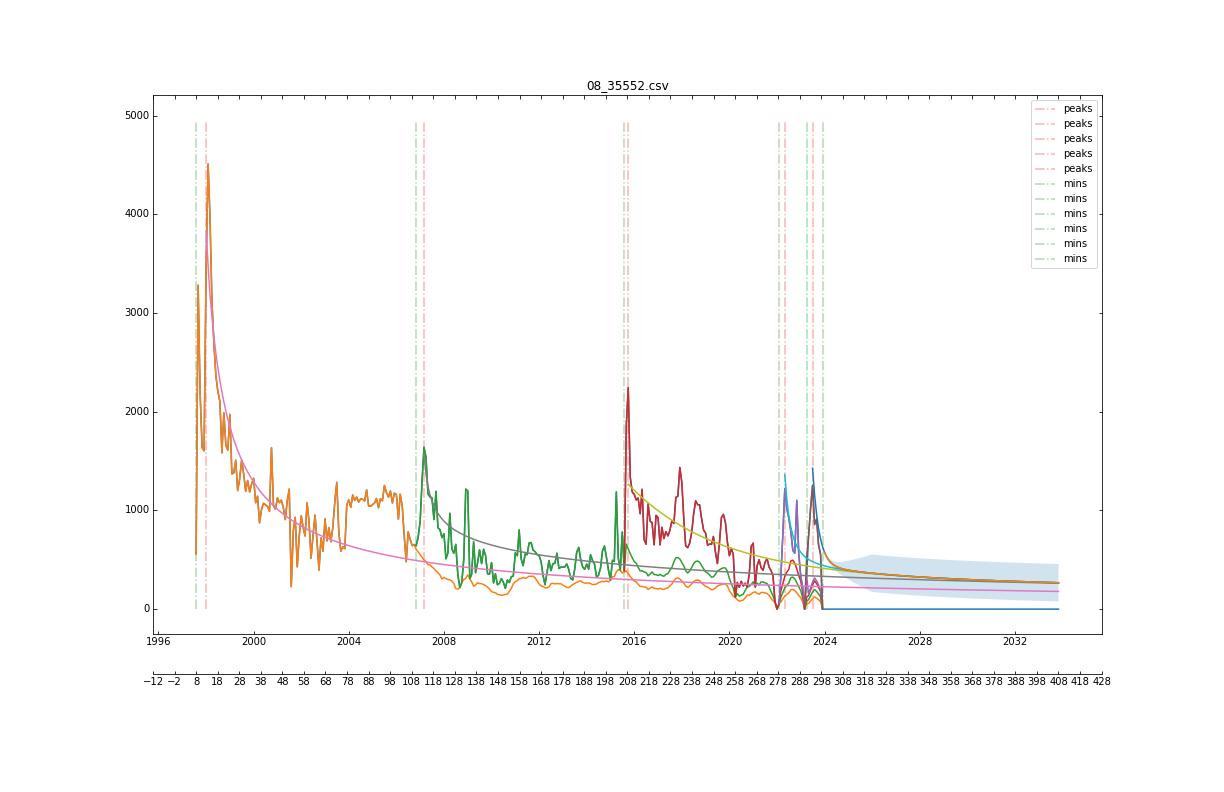 08_35552.csv
5000
4000
3000
2000
1000
0
peaks
peaks
peaks
peaks
peaks
mins
mins
mins
mins
mins
mins
1996 2000 2004 2008 2012 2016 2020 2024 2028 2032
−12 −2 8 18 28 38 48 58 68 78 88 98 108 118 128 138 148 158 168 178 188 198 208 218 228 238 248 258 268 278 288 298 308 318 328 338 348 358 368 378 388 398 408 418 428